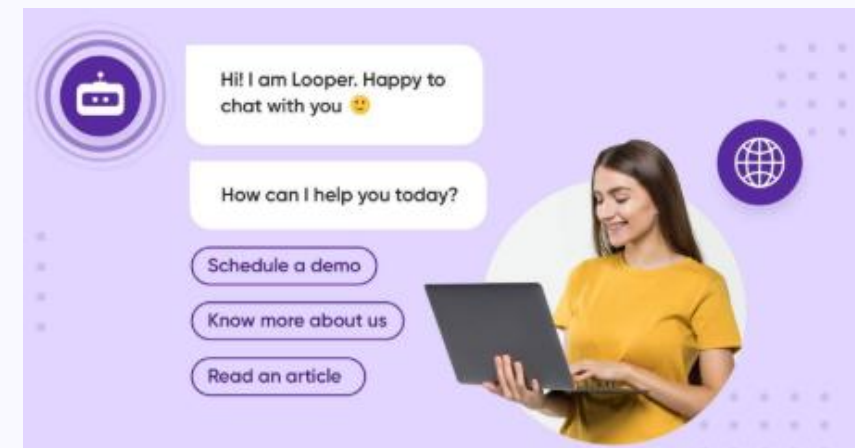 Hi! I am Looper. Happy to
chat with you 🙂
How can I help you today?
Schedule a demo
Know more about us
Read an article